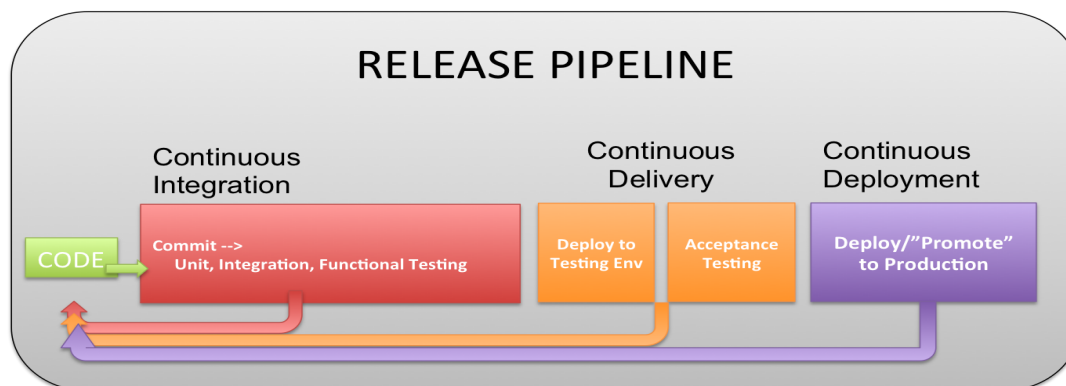 RELEASE PIPELINE
Continuous
Integration
Continuous
Delivery
Continuous
Deployment
CODE
Commit -->
Unit, Integration, Functional Testing
Deploy to
Testing Env
Acceptance
Testing
Deploy/"Promote"
to Production